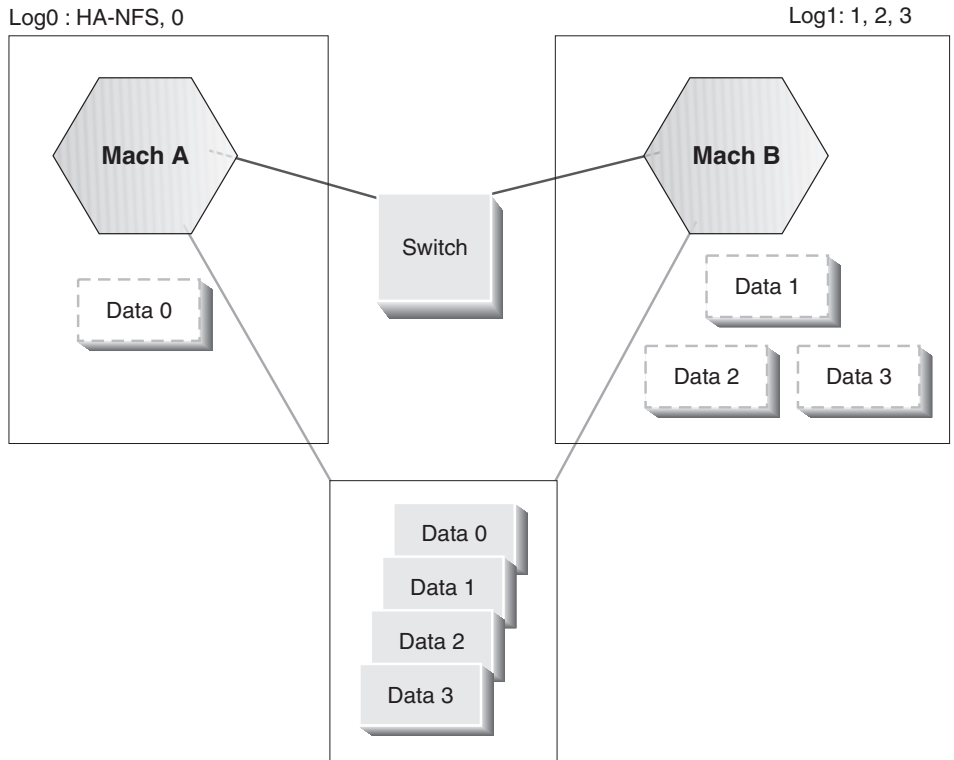 Log0 : HA-NFS, 0
Log1: 1, 2, 3
Mach A
Mach B
Switch
Data 0
Data 1
Data 2
Data 3
Data 0
Data 1
Data 2
Data 3